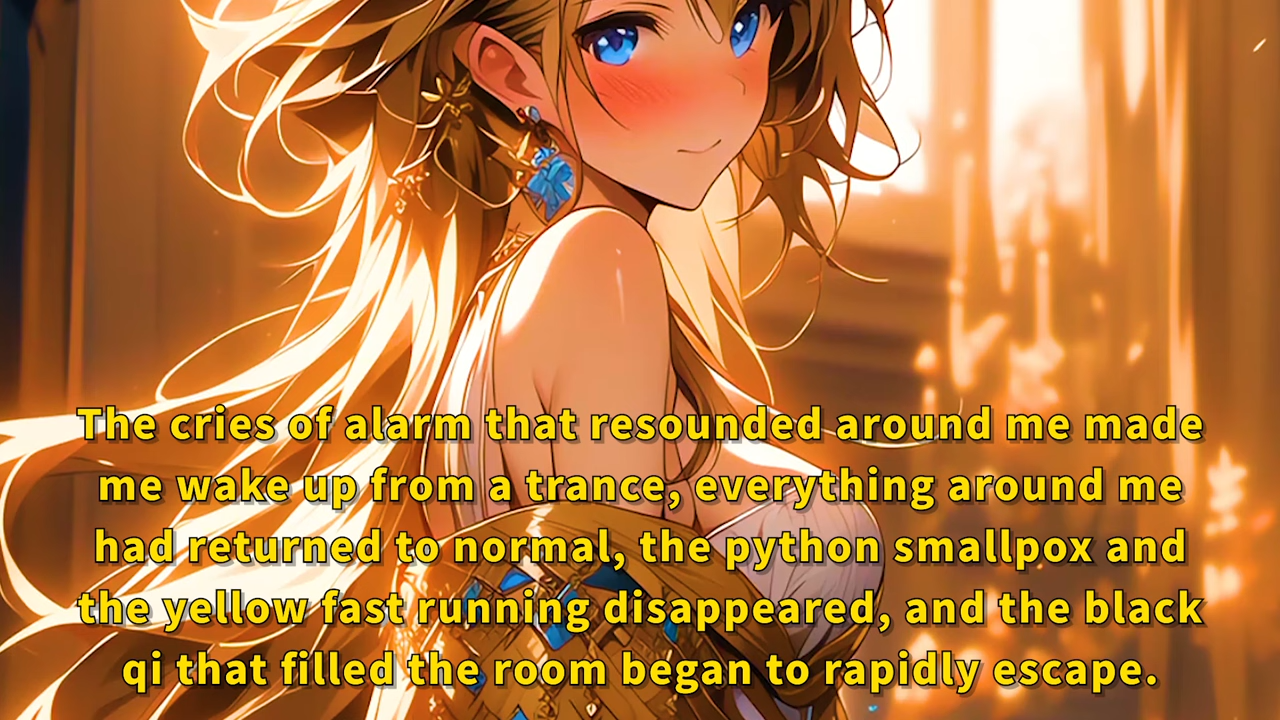 The cries of alarm that resounded around me made
me wake up from a trance, everything around me
had returned to normal, the python smallpox and
the yellow fast running disappeared, and the black
qi that filled the room began to rapidly escape.